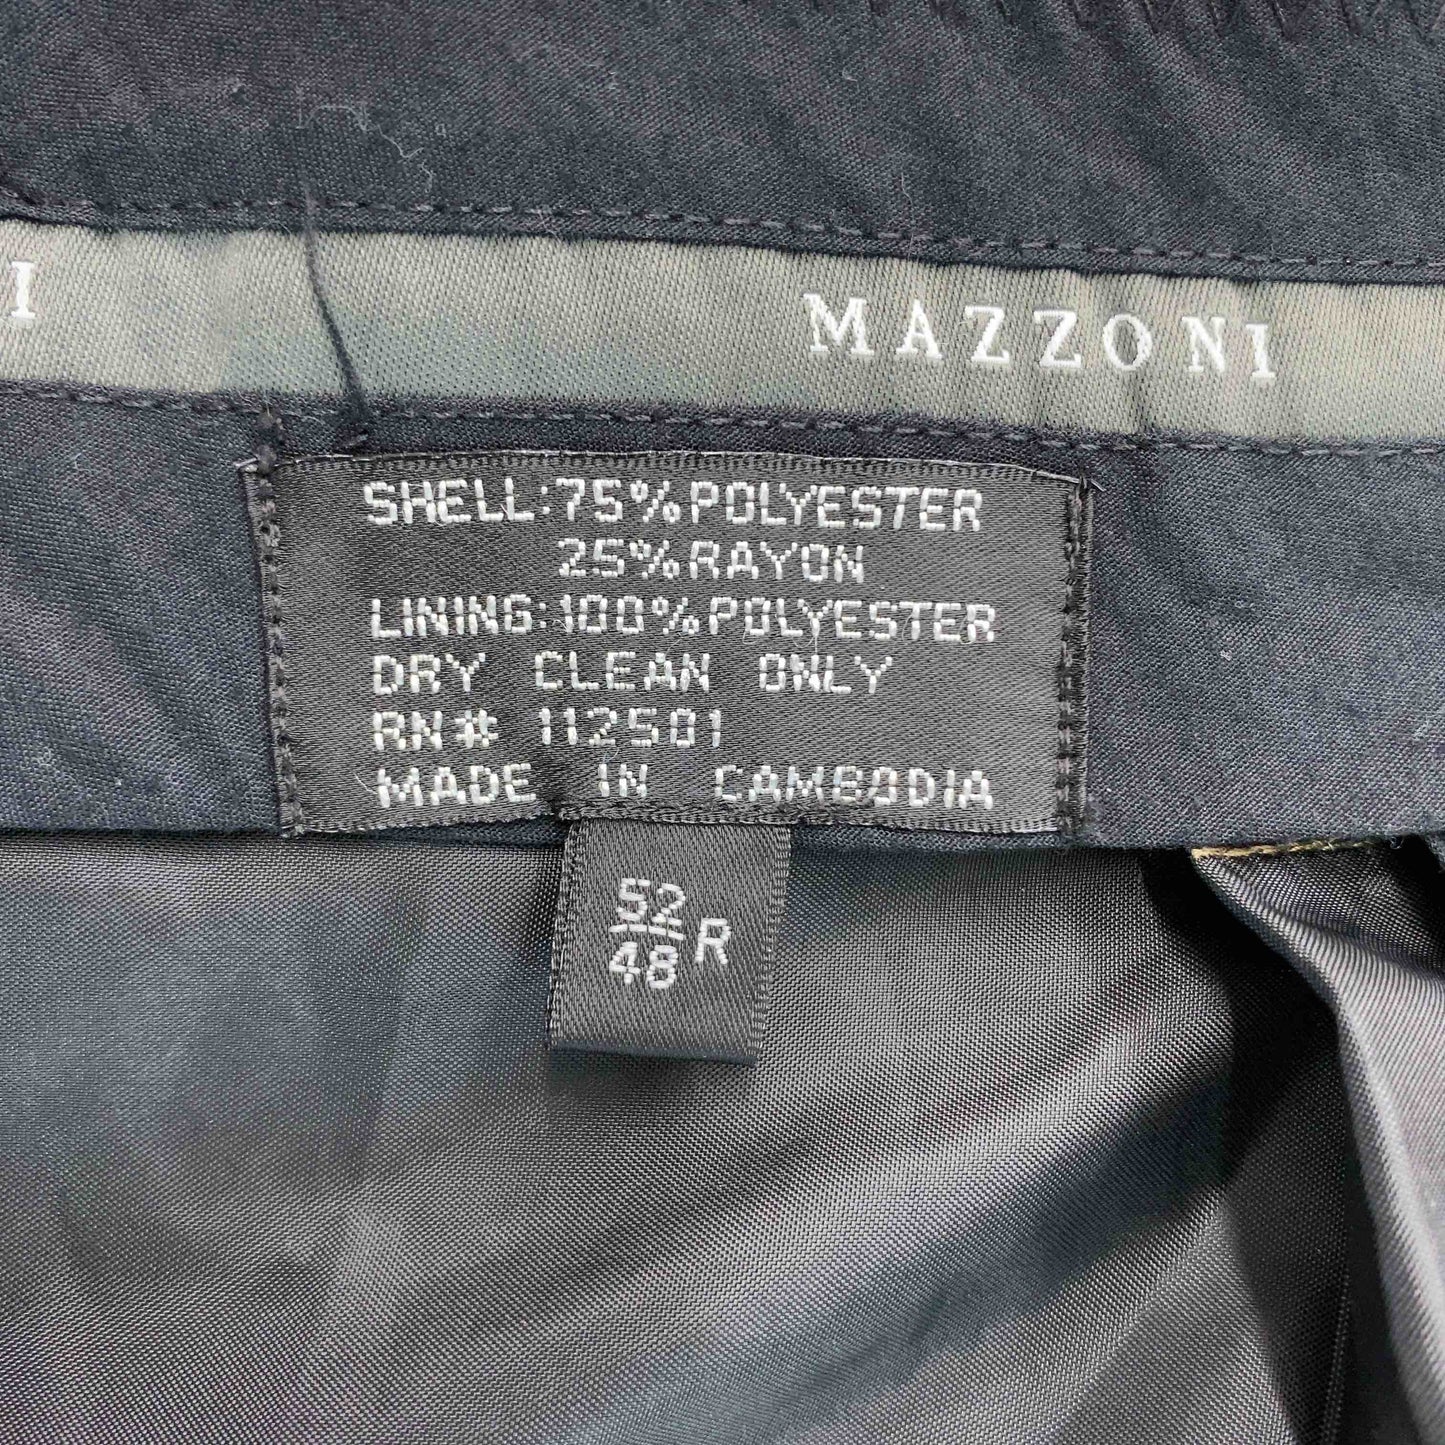 I MAZZONI
SHELL:75%POLYESTER
25%RAYON
LINING:100%POLYESTER
DRY CLEAN ONLY
RN# 112501
MADE IN CAMBODIA
52
48 R